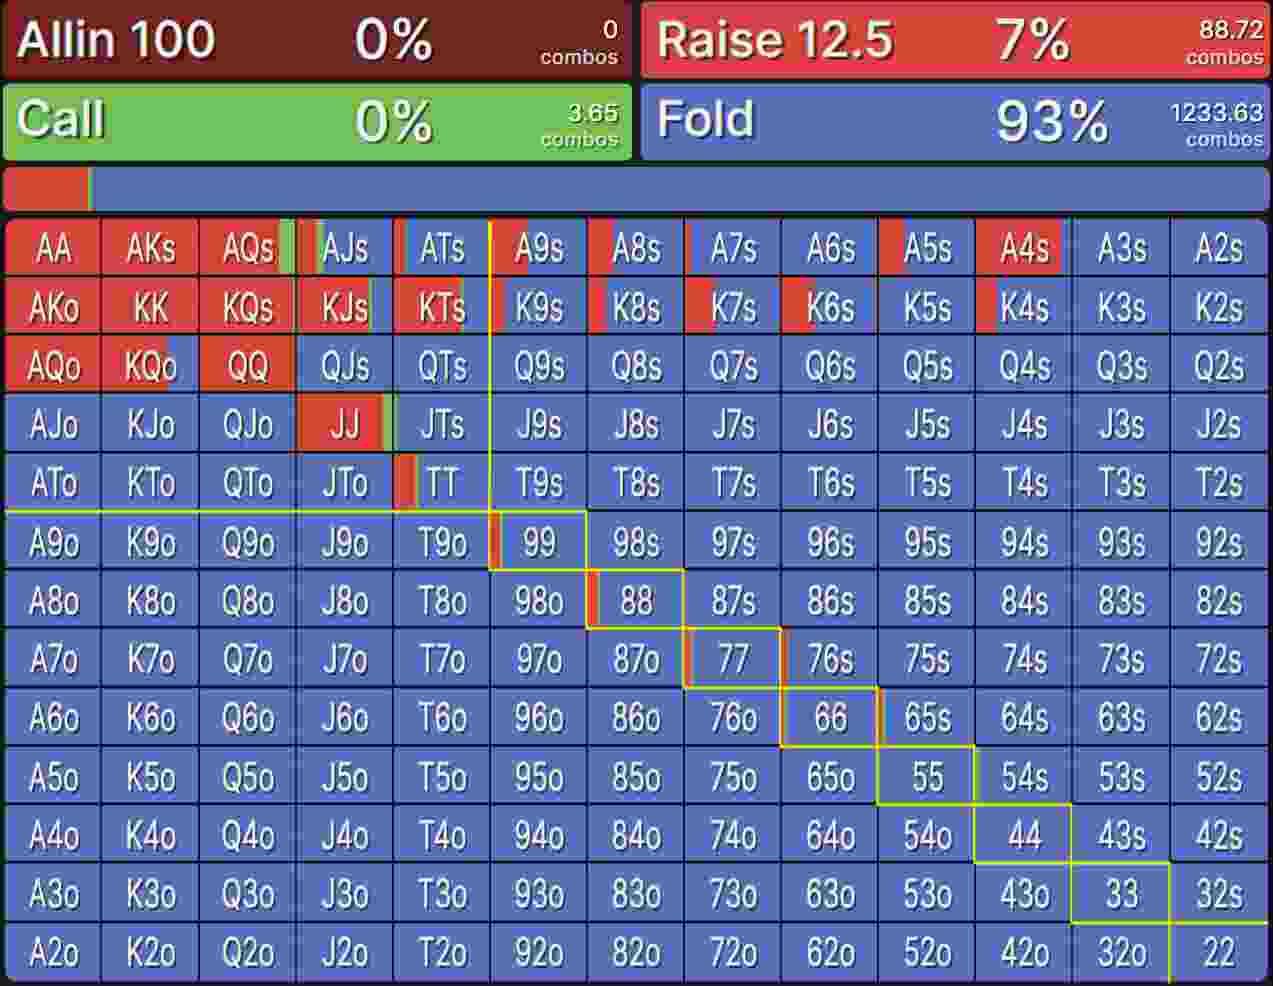 Allin 100 0% 0 combos Raise 12.5 7% 88.72 combos
Call 0% 3.65 combos Fold 93% 1233.63 combos
AA AKs AQs AJs ATs A9s A8s A7s A6s A5s A4s A3s A2s
AKo KK KQs KJs KTs K9s K8s K7s K6s K5s K4s K3s K2s
AQo KQo QQ QJs QTs Q9s Q8s Q7s Q6s Q5s Q4s Q3s Q2s
AJo KJo QJo JJ JTs J9s J8s J7s J6s J5s J4s J3s J2s
ATo KTo QTo JTo TT T9s T8s T7s T6s T5s T4s T3s T2s
A9o K9o Q9o J9o T9o 99 98s 97s 96s 95s 94s 93s 92s
A8o K8o Q8o J8o T8o 98o 88 87s 86s 85s 84s 83s 82s
A7o K7o Q7o J7o T7o 97o 87o 77 76s 75s 74s 73s 72s
A6o K6o Q6o J6o T6o 96o 86o 76o 66 65s 64s 63s 62s
A5o K5o Q5o J5o T5o 95o 85o 75o 65o 55 54s 53s 52s
A4o K4o Q4o J4o T4o 94o 84o 74o 64o 54o 44 43s 42s
A3o K3o Q3o J3o T3o 93o 83o 73o 63o 53o 43o 33 32s
A2o K2o Q2o J2o T2o 92o 82o 72o 62o 52o 42o 32o 22